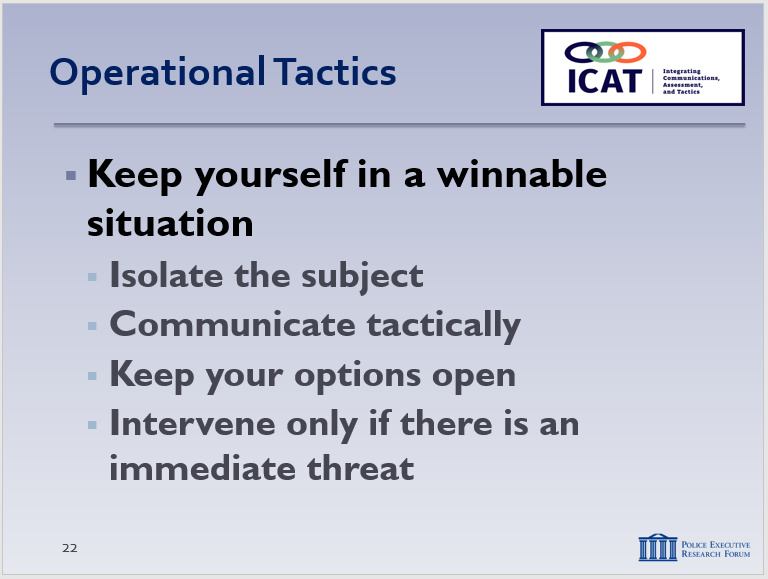 Operational Tactics
ICAT
Integrating
Communications,
Assessment,
and Tactics
Keep yourself in a winnable
situation
Isolate the subject
Communicate tactically
Keep your options open
Intervene only if there is an
immediate threat
22
POLICE EXECUTIVE
RESEARCH FORUM